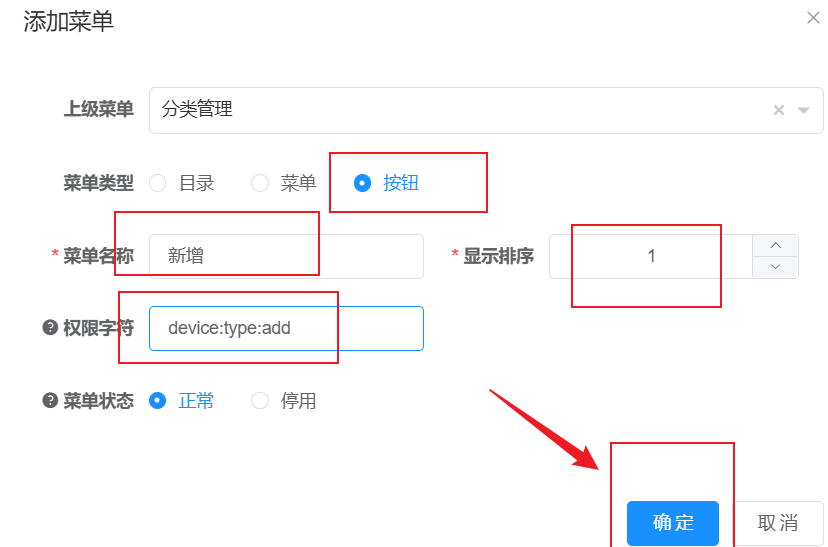 添加菜单
上级菜单 分类管理
菜单类型 目录 菜单 按钮
* 菜单名称 新增 * 显示排序 1
权限字符 device:type:add
菜单状态 正常 停用
确定 取消